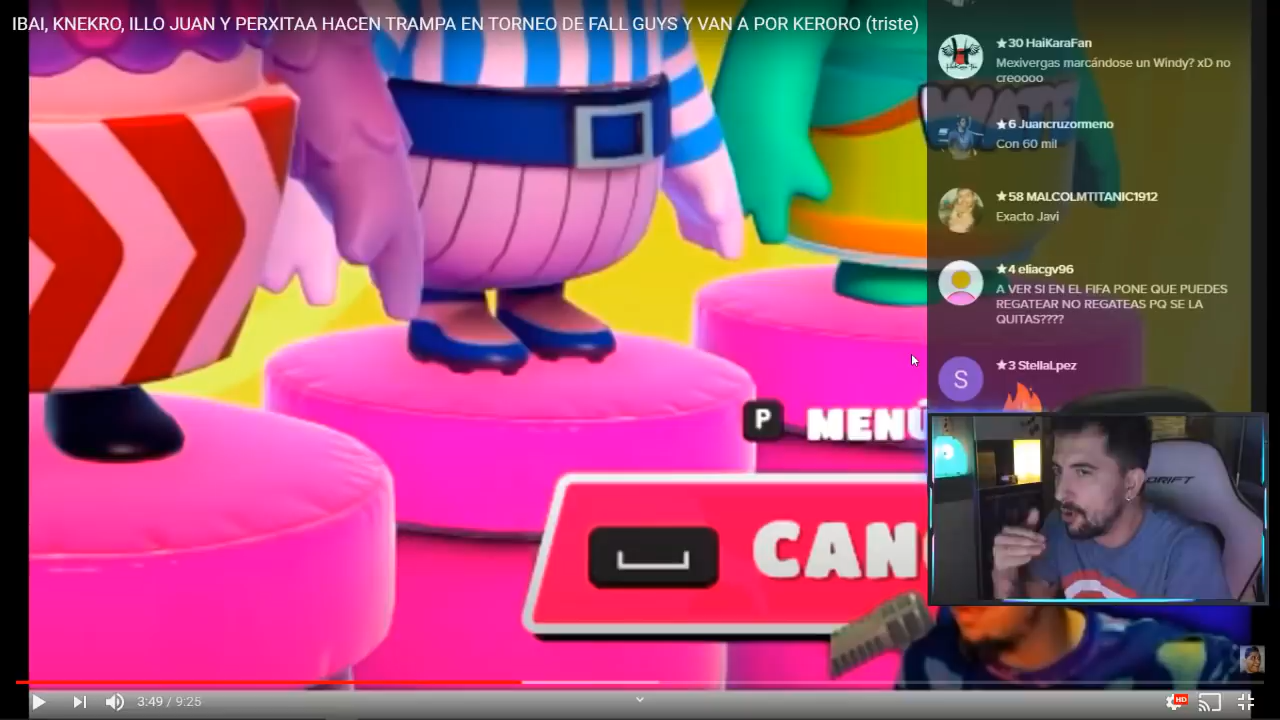 IBAI, KNEKRO, ILLO JUAN Y PERXITAA HACEN TRAMPA EN TORNEO DE FALL GUYS Y VAN A POR KERORO (triste)
★30 HaiKaraFan
Mexivergas marcándose un Windy? xD no
creoooo
★6 Juancruzormeno
Con 60 mil
★58 MALCOLMTITANIC1912
Exacto Javi
★4 eliacgv96
A VER SI EN EL FIFA PONE QUE PUEDES
REGATEAR NO REGATEAS PQ SE LA
QUITAS????
S
★3 StellaLpez
P
MENÚ
DRIFT
CAN
3:49 / 9:25
HD